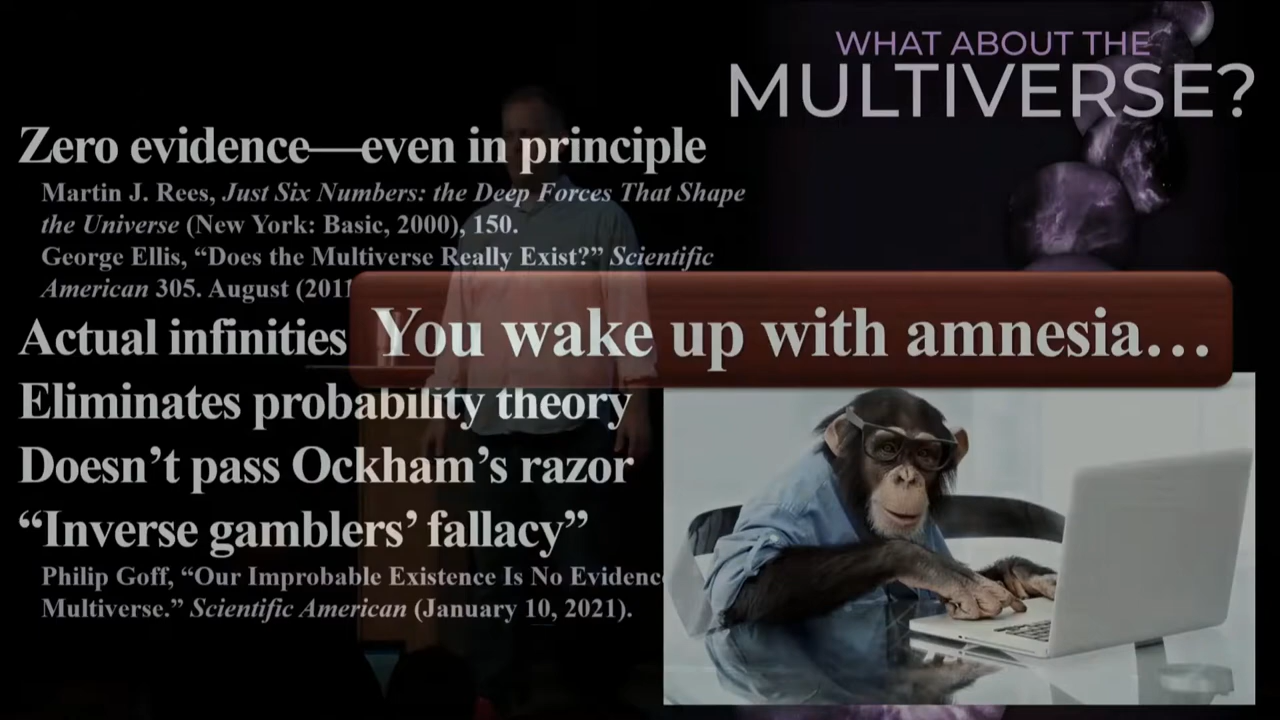 WHAT ABOUT THE
MULTIVERSE?
Zero evidence—even in principle
Martin J. Rees, Just Six Numbers: the Deep Forces That Shape
the Universe (New York: Basic, 2000), 150.
George Ellis, “Does the Multiverse Really Exist?” Scientific
American 305. August (2011
Actual infinities
You wake up with amnesia…
Eliminates probability theory
Doesn’t pass Ockham’s razor
“Inverse gamblers’ fallacy”
Philip Goff, “Our Improbable Existence Is No
Multiverse.” Scientific American (January 10, 2021).